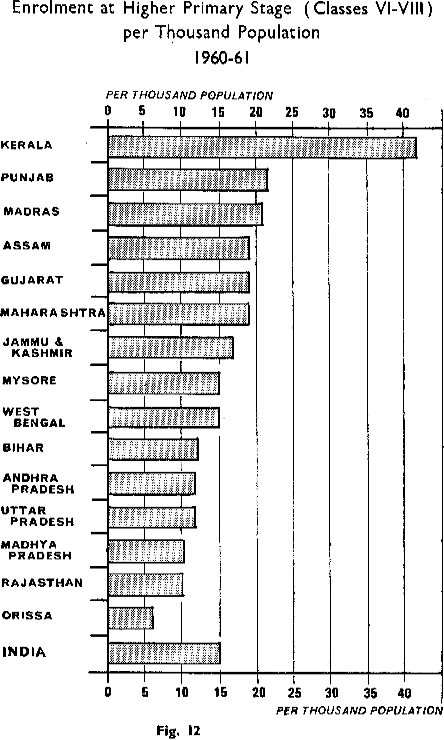 Enrolment at Higher Primary Stage (Classes VI-VIII)
per Thousand Population
1960-61
PER THOUSAND POPULATION
0 5 10 15 20 25 30 35 40
KERALA
PUNJAB
MADRAS
ASSAM
GUJARAT
MAHARASHTRA
JAMMU &
KASHMIR
MYSORE
WEST
BENGAL
BIHAR
ANDHRA
PRADESH
UTTAR
PRADESH
MADHYA
PRADESH
RAJASTHAN
ORISSA
INDIA
0 5 10 15 20 25 30 35 40
PER THOUSAND POPULATION
Fig. 12